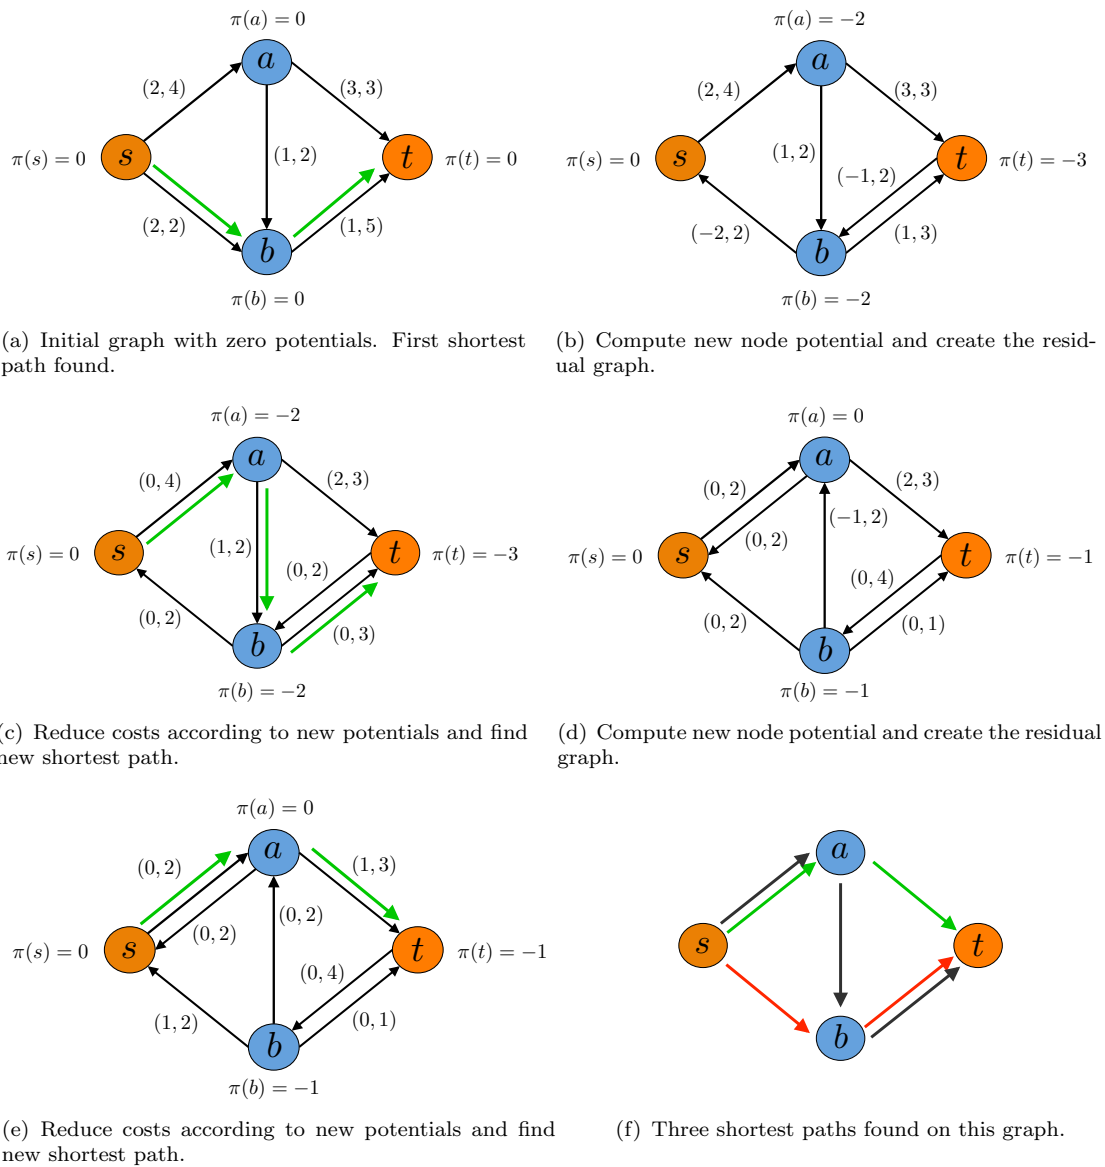 π(a) = 0
(2, 4)
a
(3, 3)
π(s) = 0
s
(1, 2)
t
π(t) = 0
(2, 2)
b
(1, 5)
π(b) = 0
(a) Initial graph with zero potentials. First shortest
path found.
π(a) = −2
(2, 4)
a
(3, 3)
π(s) = 0
s
(1, 2)
(−1, 2)
t
π(t) = −3
(−2, 2)
b
(1, 3)
π(b) = −2
(b) Compute new node potential and create the resid-
ual graph.
π(a) = −2
(0, 4)
a
(2, 3)
π(s) = 0
s
(1, 2)
(0, 2)
t
π(t) = −3
(0, 2)
b
(0, 3)
π(b) = −2
(c) Reduce costs according to new potentials and find
new shortest path.
π(a) = 0
(0, 2)
a
(2, 3)
(−1, 2)
π(s) = 0
s
(0, 2)
(0, 4)
t
π(t) = −1
(0, 2)
b
(0, 1)
π(b) = −1
(d) Compute new node potential and create the residual
graph.
π(a) = 0
(0, 2)
a
(1, 3)
(0, 2)
(0, 2)
π(s) = 0
s
(0, 4)
t
π(t) = −1
(1, 2)
b
(0, 1)
π(b) = −1
(e) Reduce costs according to new potentials and find
new shortest path.
a
s
t
b
(f) Three shortest paths found on this graph.